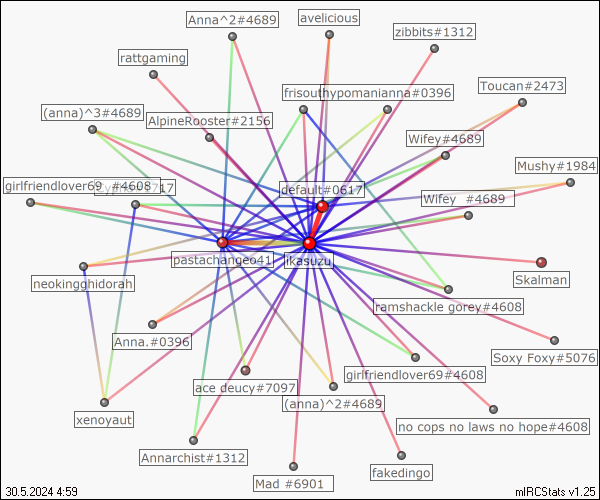 Anna^2#4689
avelicious
zibbits#1312
rattgaming
frisouthypomanianna#0396
Toucan#2473
(anna)^3#4689
AlpineRooster#2156
Wifey#4689
Mushy#1984
girlfriendlover69 #4608
717
default#0617
Wifey_#4689
pastachangeo41
ikasuzu
Skalman
neokingghidorah
ramshackle gorey#4608
Anna.#0396
Soxy Foxy#5076
ace deucy#7097
girlfriendlover69#4608
(anna)^2#4689
xenoyaut
no cops no laws no hope#4608
Annarchist#1312
fakedingo
Mad #6901
30.5.2024 4:59
mIRCStats v1.25